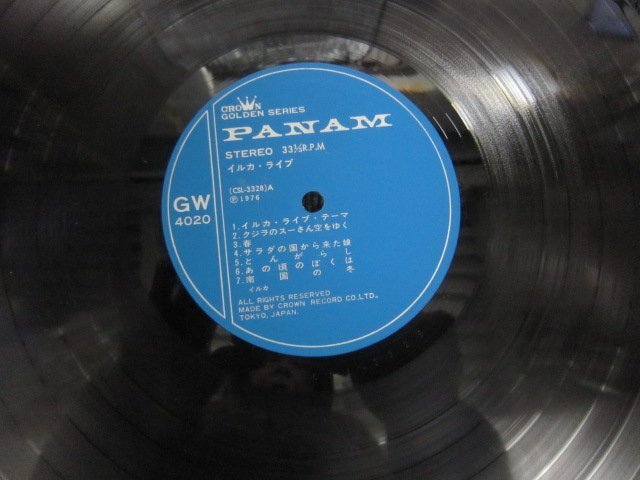 CROWN
GOLDEN SERIES
PANAM
STEREO 33⅓R.P.M
イルカ・ライブ
GW
4020
(CSL-3328)A
Ⓟ1976
1.イルカ・ライブ・テーマ
2.クジラのスーさん空をゆく
3.春
4.サラダの国から来た娘
5.とんがらし
6.あの頃のぼくは
7.南国の冬
イルカ
ALL RIGHTS RESERVED
MADE BY CROWN RECORD CO.LTD.,
TOKYO, JAPAN.